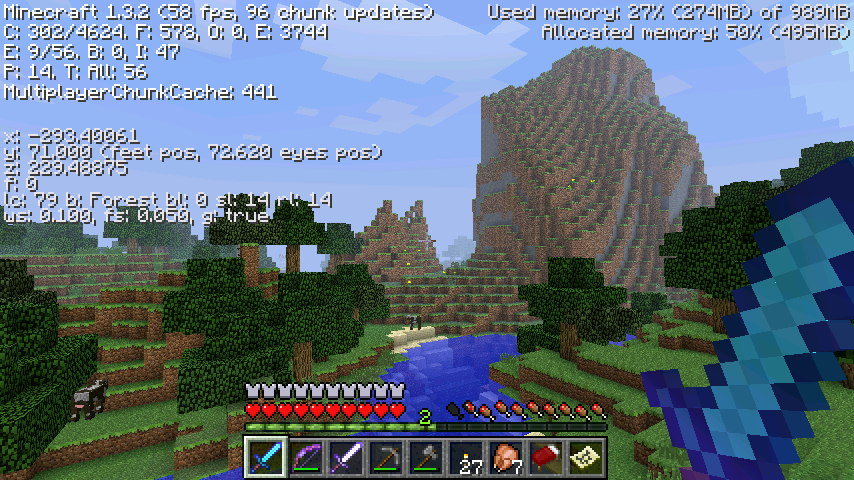 Minecraft 1.3.2 (58 fps, 96 chunk updates)
Used memory: 27% (274MB) of 989MB
C: 302/4624, F: 578, O: 0, E: 3744
Allocated memory: 50% (495MB)
E: 9/56. B: 0, I: 47
P: 14. T: All: 56
MultiplayerChunkCache: 441
x: -293.40061
y: 71.000 (feet pos, 72.620 eyes pos)
z: 229.48875
f: 0
lc: 79 b: Forest bl: 0 sl: 14 rl: 14
ws: 0.100, fs: 0.050, g: true
2
27
7